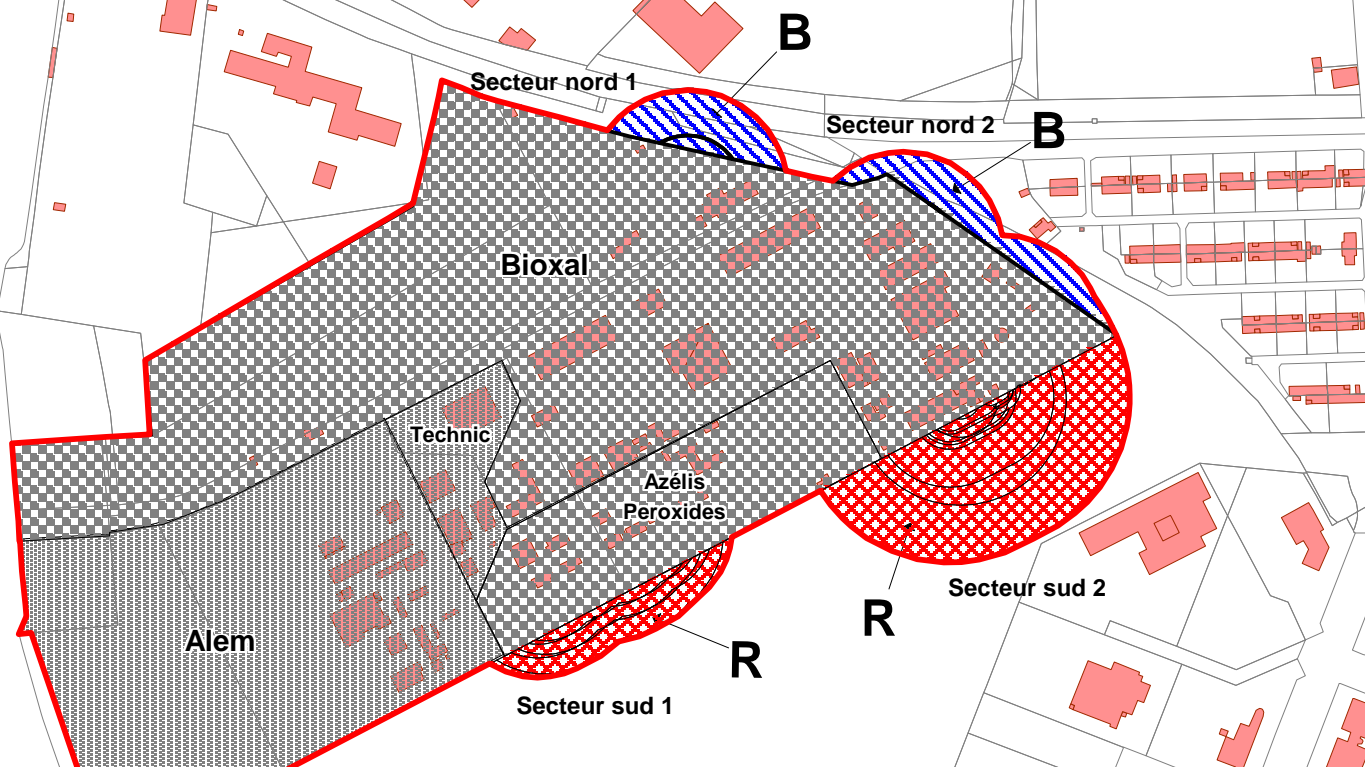 B
Secteur nord 1
Secteur nord 2
B
Bioxal
Technic
Azélis
Peroxides
Secteur sud 2
R
Alem
R
Secteur sud 1